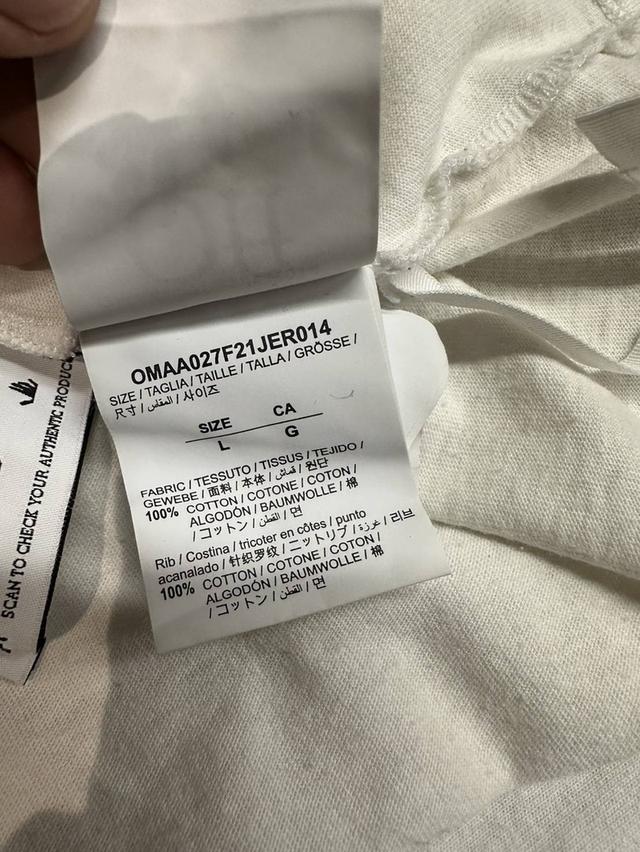 OMAA027F21JER014
SIZE / TAGLIA / TAILLE / TALLA / GRÖSSE /
尺寸 / المقاس / 사이즈
SIZE CA
L G
FABRIC / TESSUTO / TISSUS / TEJIDO /
GEWEBE / 面料 / 本体 / قماش / 원단
100% COTTON / COTONE / COTON /
ALGODÓN / BAUMWOLLE / 棉
/ コットン / القطن / 면
Rib / Costina / tricoter en côtes / punto
acanalado / 针织罗纹 / ニットリブ / غرزة / 리브
100% COTTON / COTONE / COTON /
ALGODÓN / BAUMWOLLE / 棉
/ コットン / القطن / 면
SCAN TO CHECK YOUR AUTHENTIC PRODUC